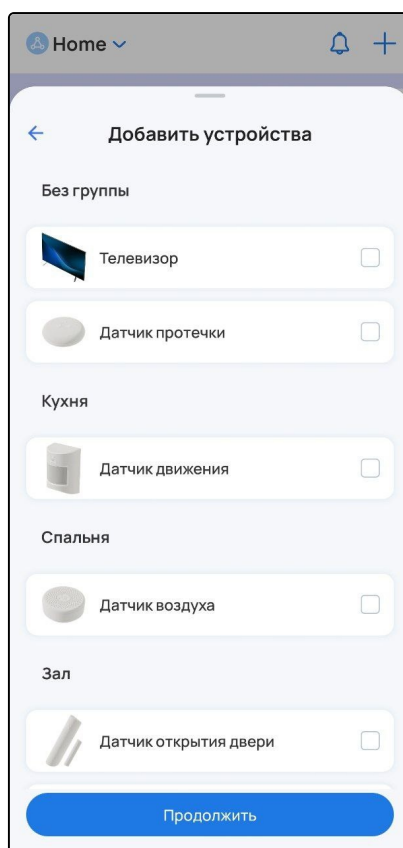 Home
Добавить устройства
Без группы
Телевизор
Датчик протечки
Кухня
Датчик движения
Спальня
Датчик воздуха
Зал
Датчик открытия двери
Продолжить